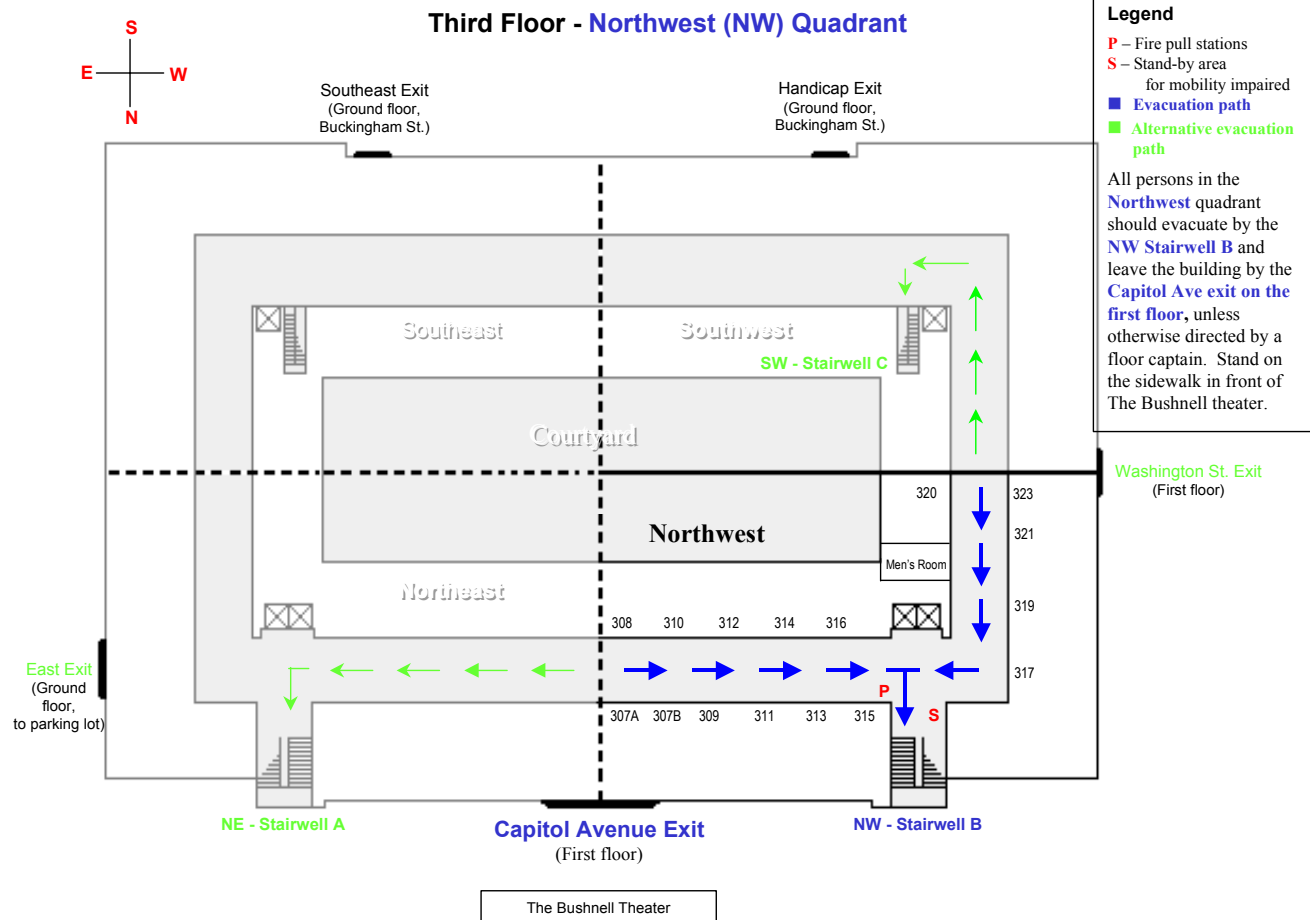 Third Floor - Northwest (NW) Quadrant
S
E W
N
Southeast Exit
(Ground floor,
Buckingham St.)
Handicap Exit
(Ground floor,
Buckingham St.)
Legend
P – Fire pull stations
S – Stand-by area
for mobility impaired
Evacuation path
Alternative evacuation
path
All persons in the
Northwest quadrant
should evacuate by the
NW Stairwell B and
leave the building by the
Capitol Ave exit on the
first floor, unless
otherwise directed by a
floor captain. Stand on
the sidewalk in front of
The Bushnell theater.
Southeast
Southwest
SW - Stairwell C
Courtyard
Washington St. Exit
(First floor)
320
323
Northwest
321
Men's Room
Northeast
319
308 310 312 314 316
317
East Exit
(Ground
floor,
to parking lot)
P
S
307A 307B 309 311 313 315
NE - Stairwell A
Capitol Avenue Exit
(First floor)
NW - Stairwell B
The Bushnell Theater